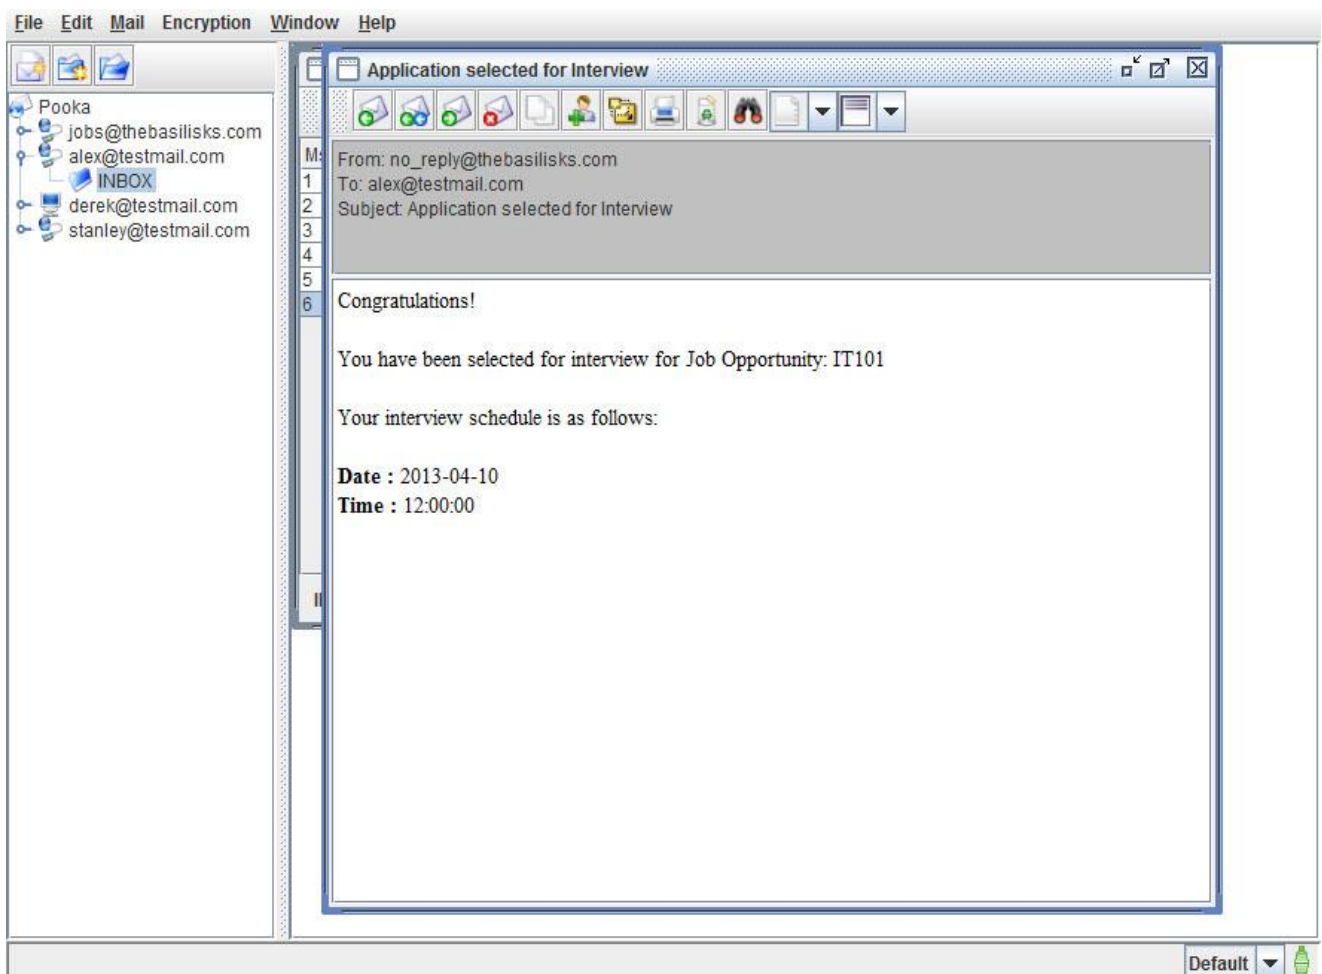 File Edit Mail Encryption Window Help
Application selected for Interview
Pooka
jobs@thebasilisks.com
alex@testmail.com
INBOX
derek@testmail.com
stanley@testmail.com
1
2
3
4
5
6
From: no_reply@thebasilisks.com
To: alex@testmail.com
Subject: Application selected for Interview
Congratulations!
You have been selected for interview for Job Opportunity: IT101
Your interview schedule is as follows:
Date : 2013-04-10
Time : 12:00:00
Default